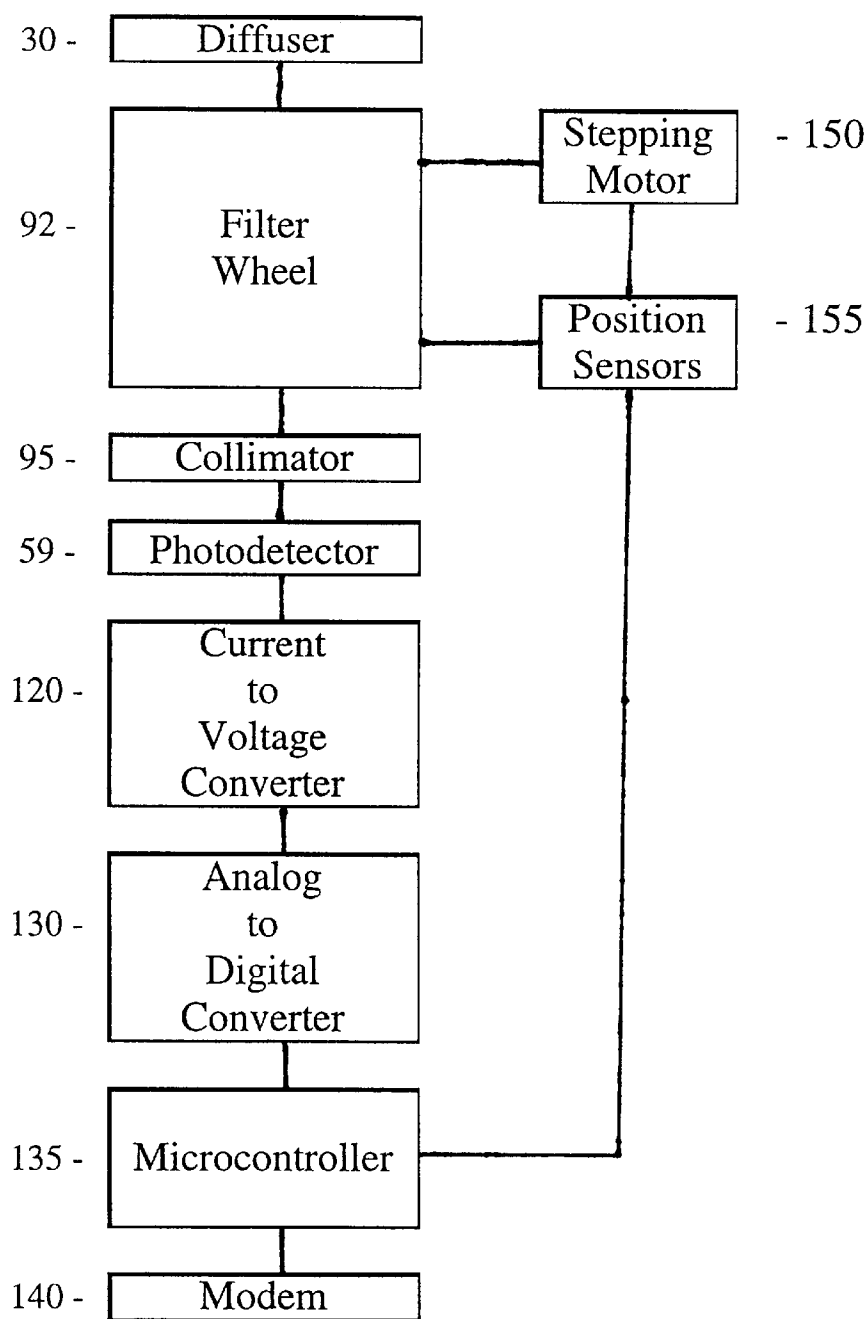 30 - Diffuser
Stepping - 150
Motor
92 - Filter
Wheel
Position - 155
Sensors
95 - Collimator
59 - Photodetector
Current
120 - to
Voltage
Converter
Analog
130 - to
Digital
Converter
135 - Microcontroller
140 - Modem